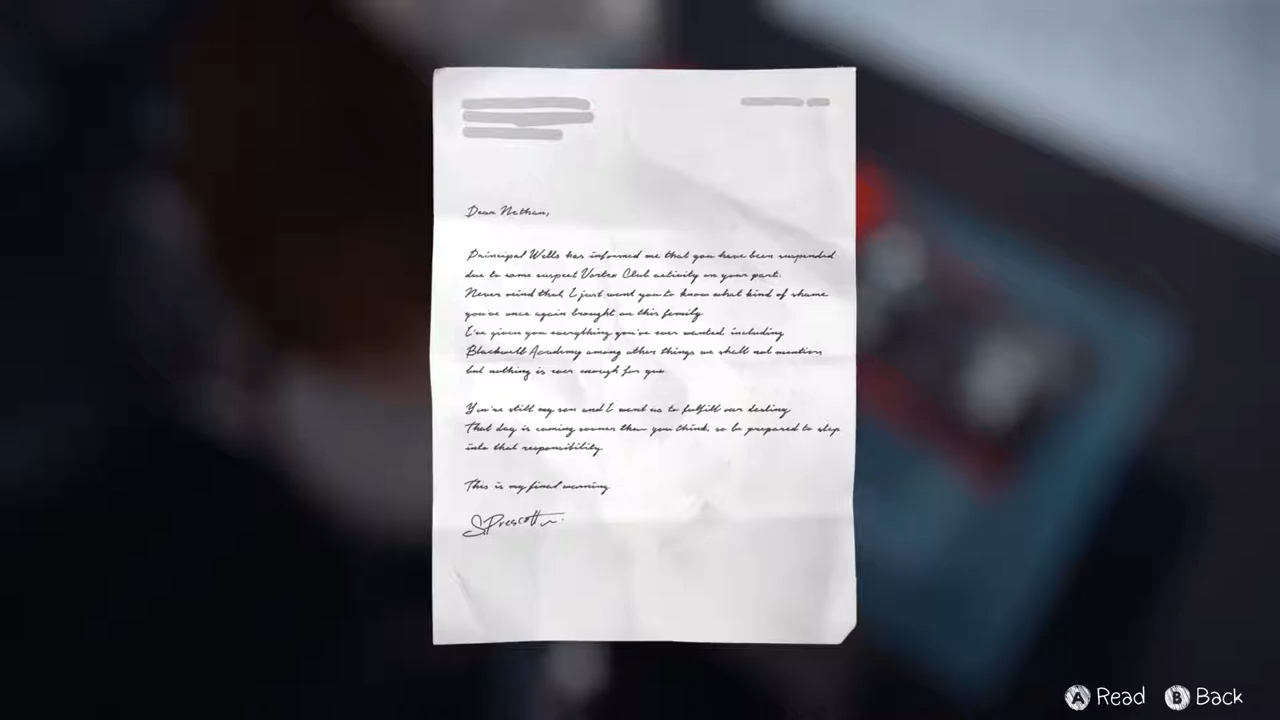 Dear Nathan,
Principal Wells has informed me that you have been suspended
due to some suspect Vortex Club activity on your part.
Never mind that, I just want you to know what kind of shame
you've once again brought on this family.
I've given you everything you've ever wanted including
Blackwell Academy among other things we shall not mention
but nothing is ever enough for you.
You're still my son and I want us to fulfill our destiny
That day is coming sooner than you think, so be prepared to step
into that responsibility.
This is my final warning
S Prescott
A Read B Back